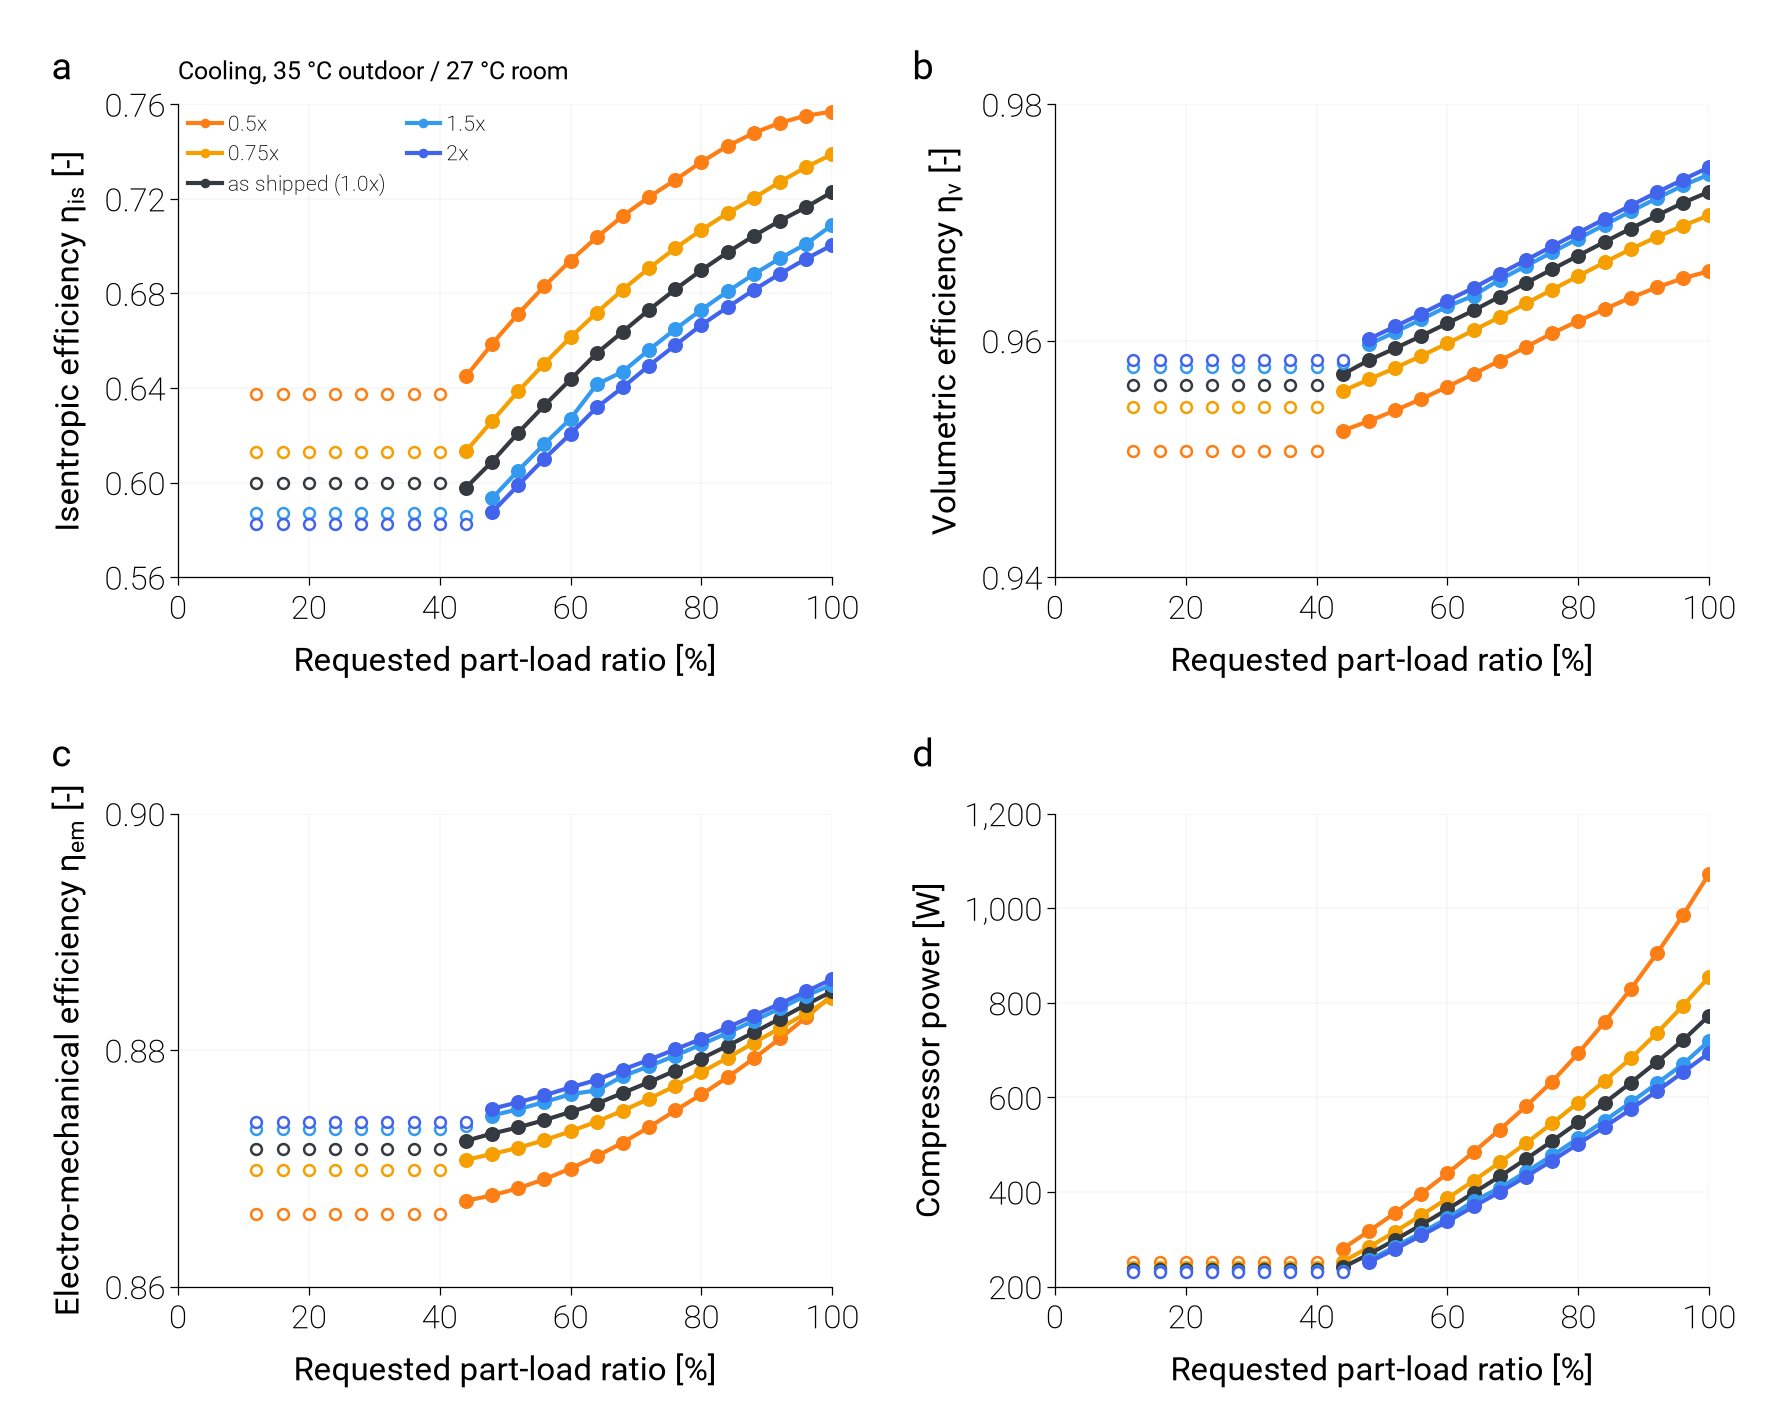 a
Cooling, 35 °C outdoor / 27 °C room
0.5x
0.75x
as shipped (1.0x)
1.5x
2x
Isentropic efficiency ηis [-]
0.76
0.72
0.68
0.64
0.60
0.56
0 20 40 60 80 100
Requested part-load ratio [%]
b
Volumetric efficiency ηv [-]
0.98
0.96
0.94
0 20 40 60 80 100
Requested part-load ratio [%]
c
Electro-mechanical efficiency ηem [-]
0.90
0.88
0.86
0 20 40 60 80 100
Requested part-load ratio [%]
d
Compressor power [W]
1,200
1,000
800
600
400
200
0 20 40 60 80 100
Requested part-load ratio [%]